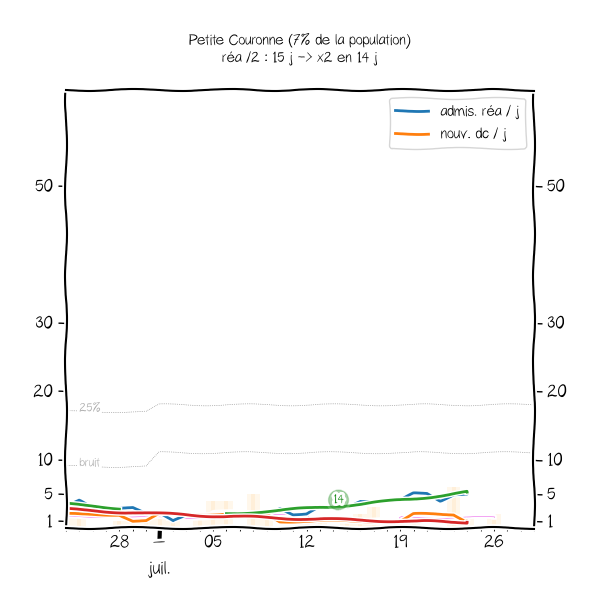 Petite Couronne (7% de la population)
réa /2 : 15 j -> x2 en 14 j
admis. réa / j
nouv. dc / j
50 50
30 30
20 20
25%
bruit
10 10
5 5
14
1 1
28 1 05 12 19 26
juil.